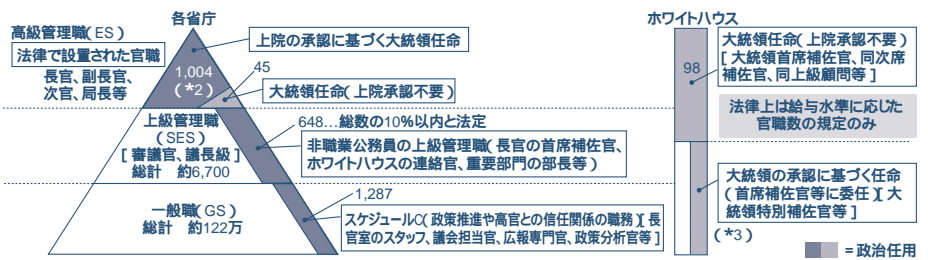 各省庁
高級管理職(ES)
法律で設置された官職
長官、副長官、
次官、局長等
1,004
(*2)
上院の承認に基づく大統領任命
45
大統領任命(上院承認不要)
上級管理職
(SES)
[審議官、議長級]
総計 約6,700
648…総数の10%以内と法定
非職業公務員の上級管理職(長官の首席補佐官、
ホワイトハウスの連絡官、重要部門の部長等)
一般職(GS)
総計 約122万
1,287
スケジュールC(政策推進や高官との信任関係の職務)[長
官室のスタッフ、議会担当官、広報専門官、政策分析官等]
ホワイトハウス
98
大統領任命(上院承認不要)
[大統領首席補佐官、同次席
補佐官、同上級顧問等]
法律上は給与水準に応じた
官職数の規定のみ
大統領の承認に基づく任命
(首席補佐官等に委任)[大
統領特別補佐官等]
(*3)
=政治任用